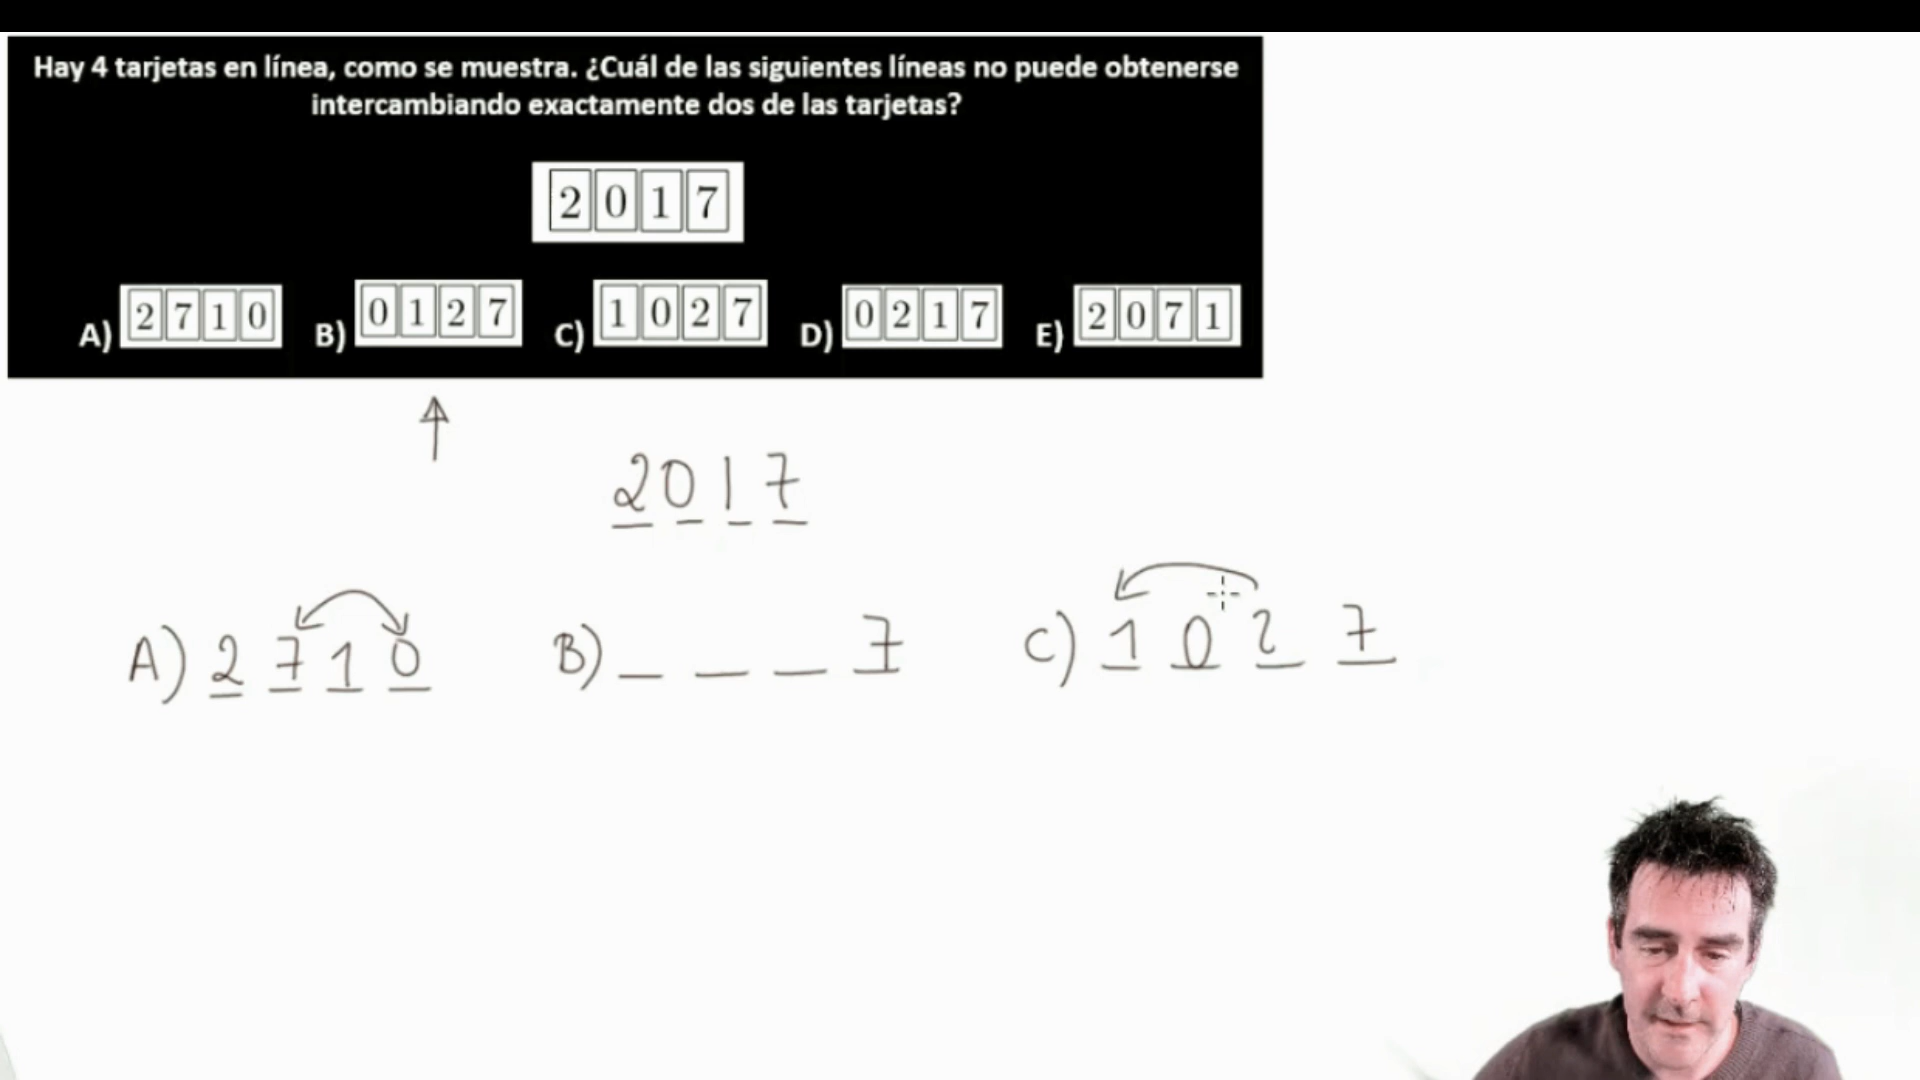 Hay 4 tarjetas en línea, como se muestra. ¿Cuál de las siguientes líneas no puede obtenerse
intercambiando exactamente dos de las tarjetas?
2 0 1 7
A) 2 7 1 0 B) 0 1 2 7 C) 1 0 2 7 D) 0 2 1 7 E) 2 0 7 1
2 0 1 7
A) 2 7 1 0 B) _ _ _ 7 C) 1 0 2 7